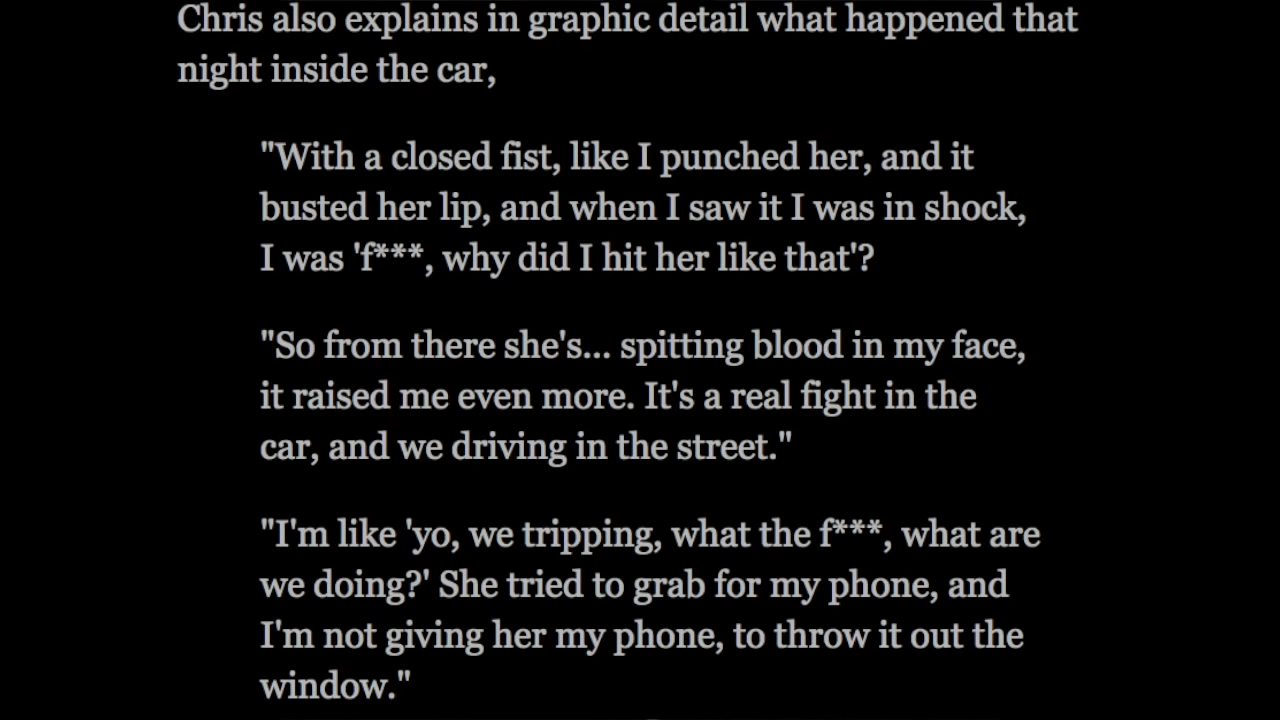 Chris also explains in graphic detail what happened that
night inside the car,
"With a closed fist, like I punched her, and it
busted her lip, and when I saw it I was in shock,
I was 'f***, why did I hit her like that'?
"So from there she's... spitting blood in my face,
it raised me even more. It's a real fight in the
car, and we driving in the street."
"I'm like 'yo, we tripping, what the f***, what are
we doing?' She tried to grab for my phone, and
I'm not giving her my phone, to throw it out the
window."